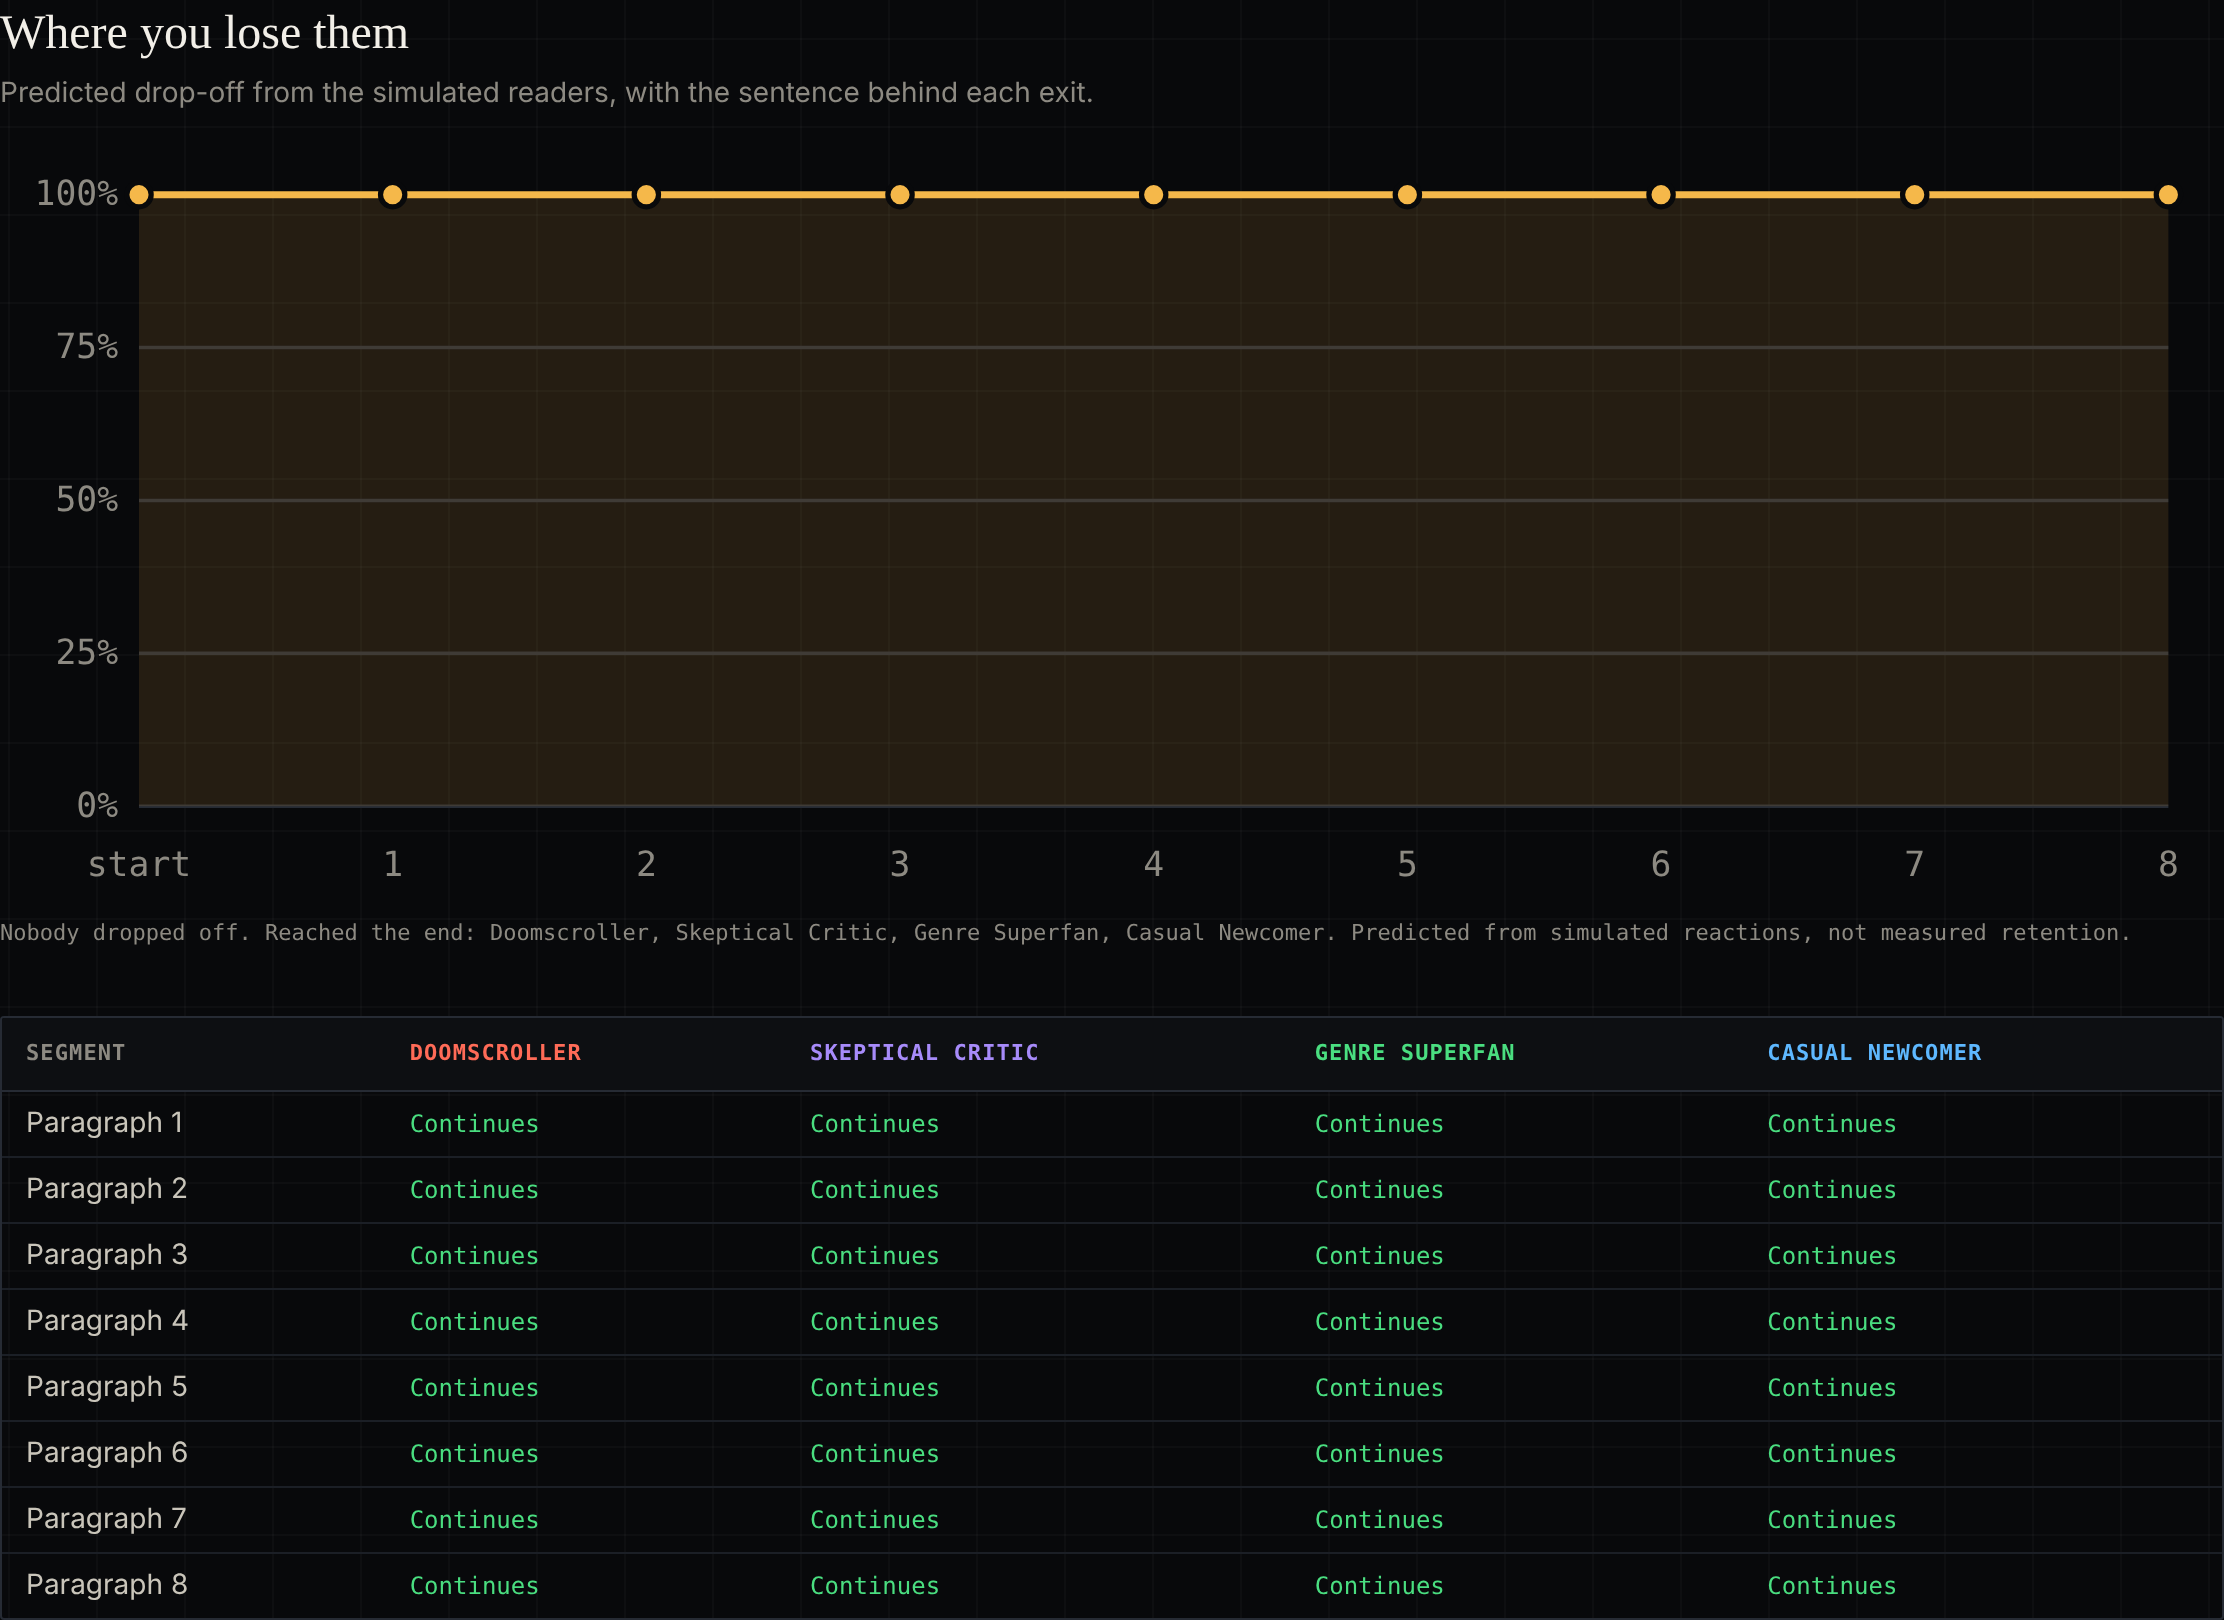 Where you lose them
Predicted drop-off from the simulated readers, with the sentence behind each exit.
100%
75%
50%
25%
0%
start 1 2 3 4 5 6 7 8
Nobody dropped off. Reached the end: Doomscroller, Skeptical Critic, Genre Superfan, Casual Newcomer. Predicted from simulated reactions, not measured retention.
SEGMENT DOOMSCROLLER SKEPTICAL CRITIC GENRE SUPERFAN CASUAL NEWCOMER
Paragraph 1 Continues Continues Continues Continues
Paragraph 2 Continues Continues Continues Continues
Paragraph 3 Continues Continues Continues Continues
Paragraph 4 Continues Continues Continues Continues
Paragraph 5 Continues Continues Continues Continues
Paragraph 6 Continues Continues Continues Continues
Paragraph 7 Continues Continues Continues Continues
Paragraph 8 Continues Continues Continues Continues